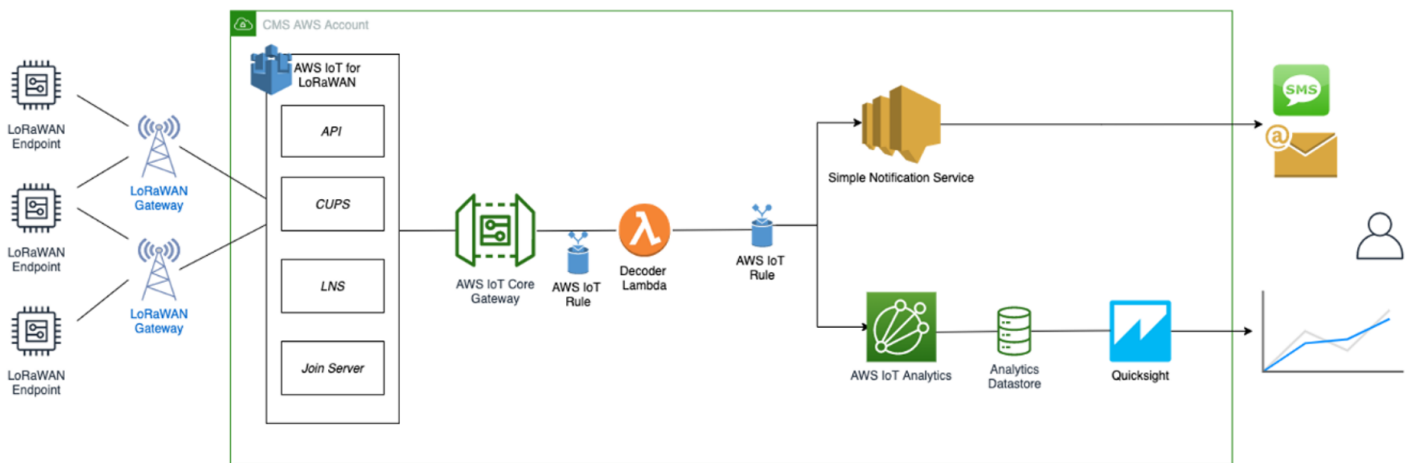 CMS AWS Account
LoRaWAN
Endpoint
LoRaWAN
Endpoint
LoRaWAN
Endpoint
LoRaWAN
Gateway
LoRaWAN
Gateway
AWS IoT for
LoRaWAN
API
CUPS
LNS
Join Server
AWS IoT Core
Gateway
AWS IoT
Rule
Decoder
Lambda
AWS IoT
Rule
Simple Notification Service
AWS IoT Analytics
Analytics
Datastore
Quicksight
SMS
@